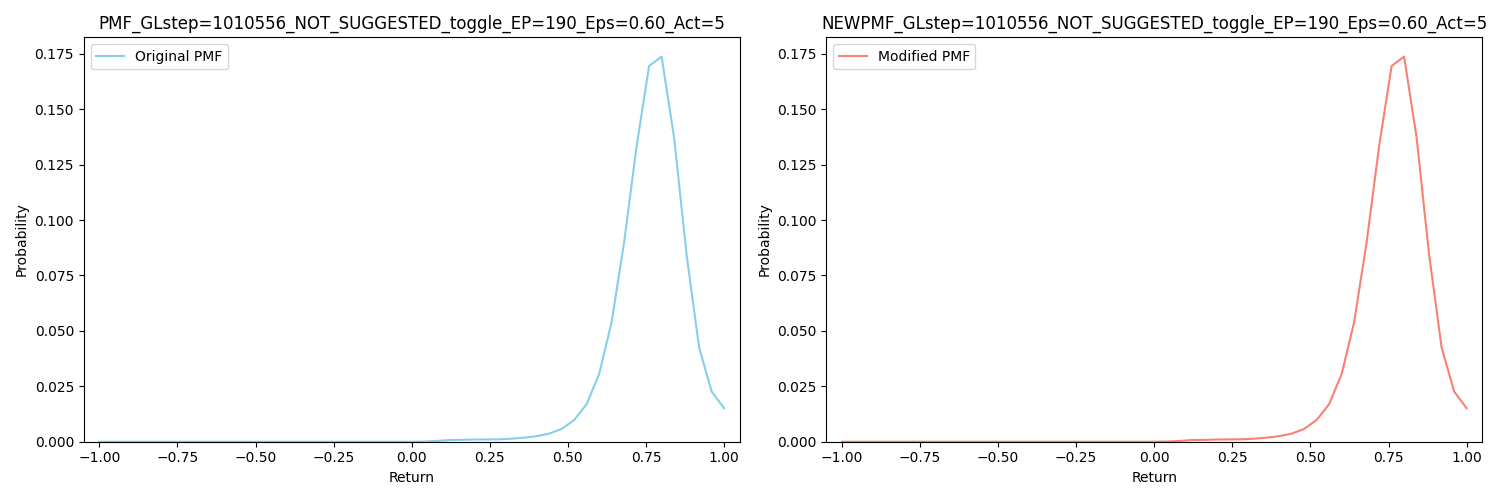 PMF_GLstep=1010556_NOT_SUGGESTED_toggle_EP=190_Eps=0.60_Act=5
Original PMF
0.175
0.150
0.125
0.100
0.075
0.050
0.025
0.000
Probability
−1.00 −0.75 −0.50 −0.25 0.00 0.25 0.50 0.75 1.00
Return
NEWPMF_GLstep=1010556_NOT_SUGGESTED_toggle_EP=190_Eps=0.60_Act=5
Modified PMF
0.175
0.150
0.125
0.100
0.075
0.050
0.025
0.000
Probability
−1.00 −0.75 −0.50 −0.25 0.00 0.25 0.50 0.75 1.00
Return